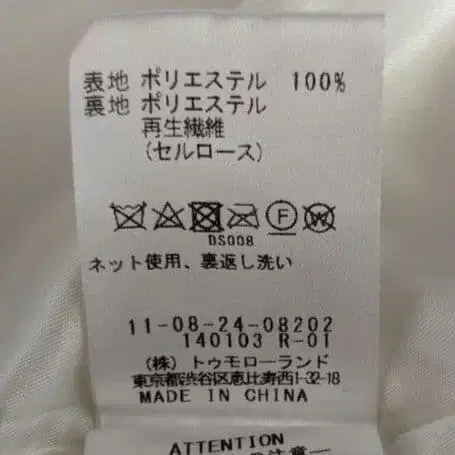 表地 ポリエステル 100%
裏地 ポリエステル
再生繊維
(セルロース)
F W
DS008
ネット使用、裏返し洗い
11-08-24-08202
140103 R-01
(株) トゥモローランド
東京都渋谷区恵比寿西1-32-18
MADE IN CHINA
ATTENTION